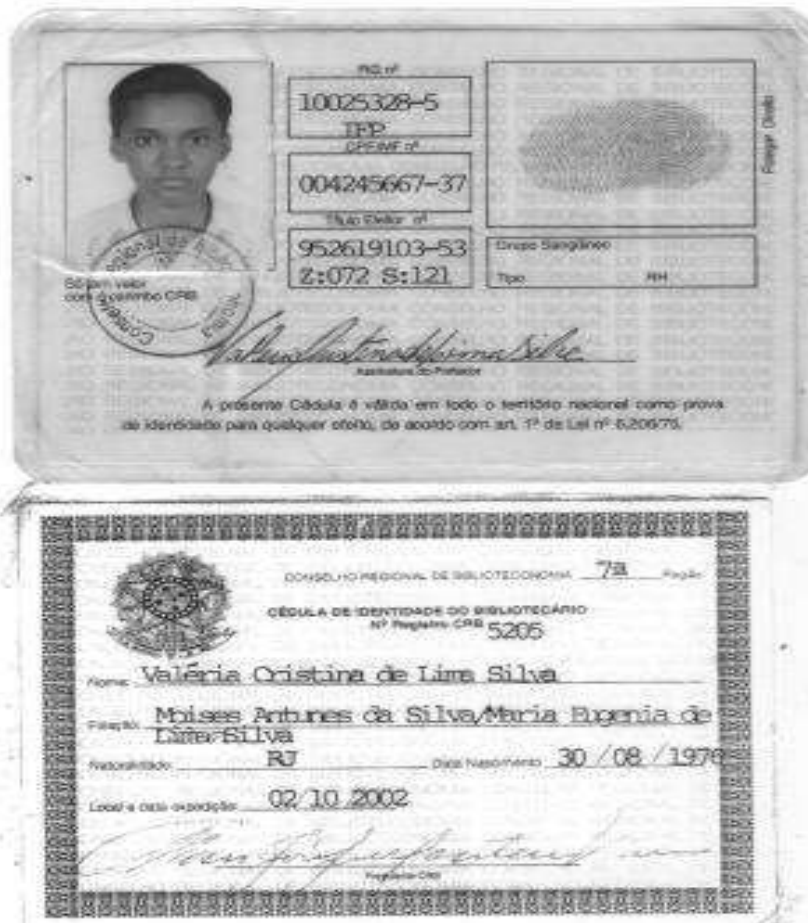 RG nº
10025328-5
IFP
CPF/MF nº
004245667-37
Título Eleitor nº
952619103-53
Z:072 S:121
Polegar Direito
Grupo Sangüíneo
Tipo RH
Só tem valor
com o carimbo CRB
Assinatura do Portador
A presente Cédula é válida em todo o território nacional como prova
de identidade para qualquer efeito, de acordo com art. 1º da Lei nº 6.206/75.
CONSELHO REGIONAL DE BIBLIOTECONOMIA 7a Região
CÉDULA DE IDENTIDADE DO BIBLIOTECÁRIO
Nº Registro CRB 5205
Nome: Valéria Cristina de Lima Silva
Filiação: Moises Antunes da Silva/Maria Eugenia de
Lima Silva
Naturalidade: RJ Data Nascimento: 30/08/1976
Local e data expedição: 02/10/2002